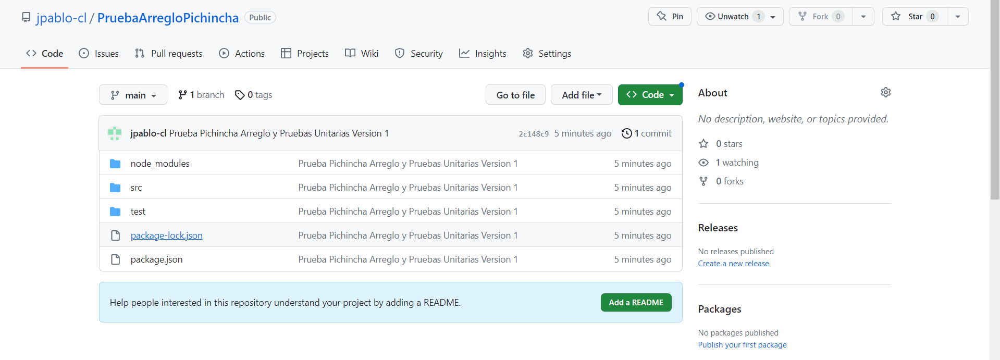 jpablo-cl / PruebaArregloPichincha Public Pin Unwatch 1 Fork 0 Star 0
Code Issues Pull requests Actions Projects Wiki Security Insights Settings
main 1 branch 0 tags Go to file Add file Code
jpablo-cl Prueba Pichincha Arreglo y Pruebas Unitarias Version 1 2c148c9 5 minutes ago 1 commit
node_modules Prueba Pichincha Arreglo y Pruebas Unitarias Version 1 5 minutes ago
src Prueba Pichincha Arreglo y Pruebas Unitarias Version 1 5 minutes ago
test Prueba Pichincha Arreglo y Pruebas Unitarias Version 1 5 minutes ago
package-lock.json Prueba Pichincha Arreglo y Pruebas Unitarias Version 1 5 minutes ago
package.json Prueba Pichincha Arreglo y Pruebas Unitarias Version 1 5 minutes ago
Help people interested in this repository understand your project by adding a README. Add a README
About
No description, website, or topics provided.
0 stars
1 watching
0 forks
Releases
No releases published
Create a new release
Packages
No packages published
Publish your first package